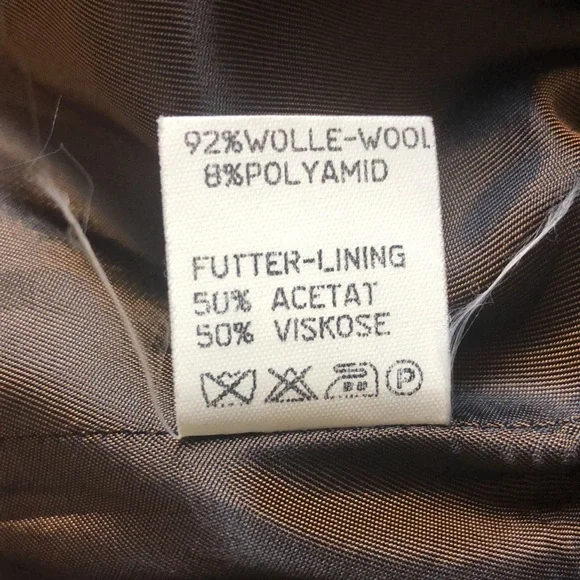 92%WOLLE-WOOL
8%POLYAMID
FUTTER-LINING
50% ACETAT
50% VISKOSE
P